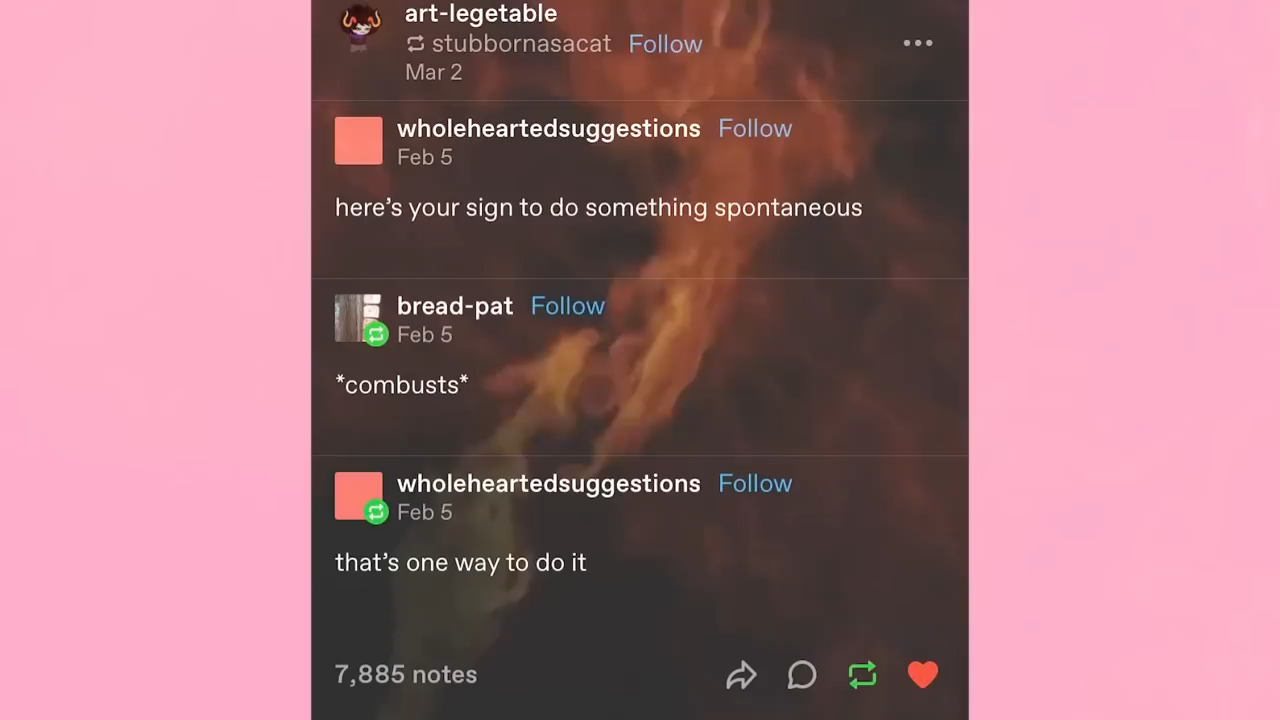 art-legetable
stubbornasacat Follow
Mar 2
wholeheartedsuggestions Follow
Feb 5
here's your sign to do something spontaneous
bread-pat Follow
Feb 5
*combusts*
wholeheartedsuggestions Follow
Feb 5
that's one way to do it
7,885 notes